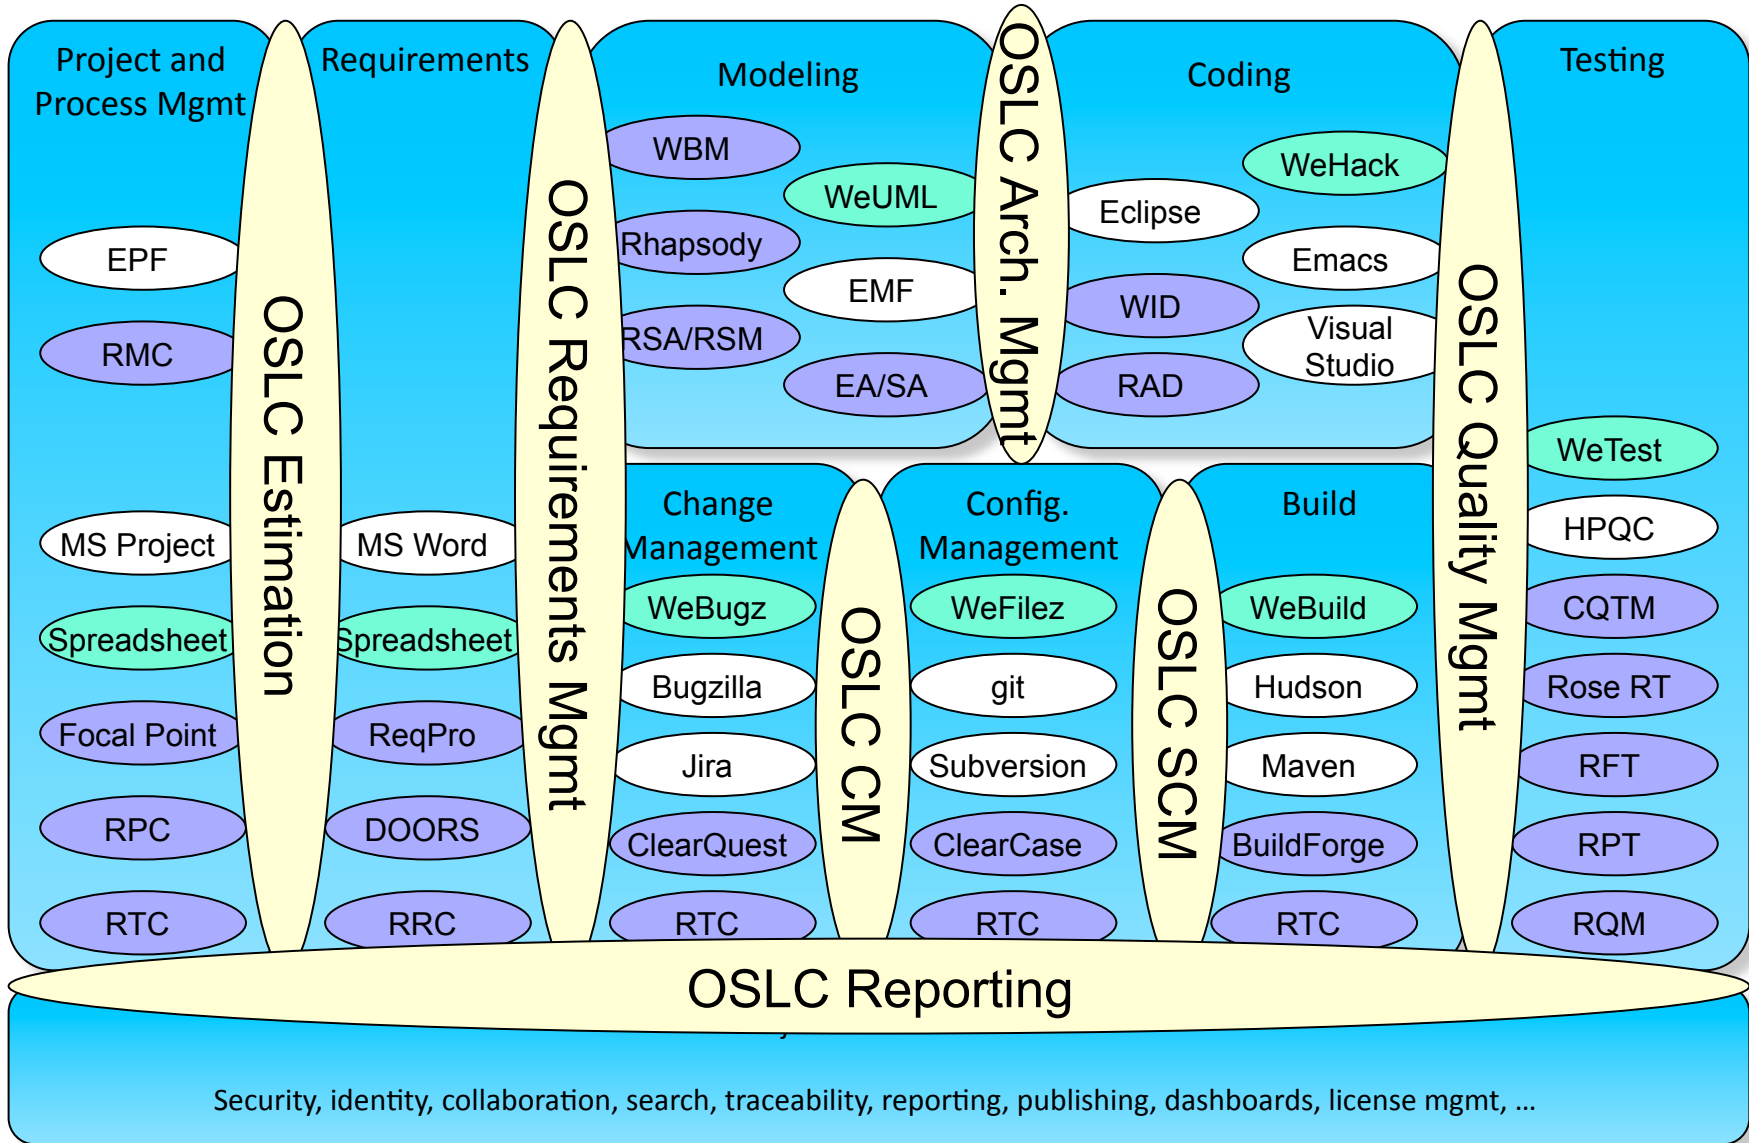 Project and
Process Mgmt
EPF
RMC
MS Project
Spreadsheet
Focal Point
RPC
RTC
OSLC Estimation
Requirements
MS Word
Spreadsheet
ReqPro
DOORS
RRC
OSLC Requirements Mgmt
Modeling
WBM
WeUML
Rhapsody
EMF
RSA/RSM
EA/SA
OSLC Arch. Mgmt
Coding
WeHack
Eclipse
Emacs
WID
Visual
Studio
RAD
Change
Management
WeBugz
Bugzilla
Jira
ClearQuest
RTC
OSLC CM
Config.
Management
WeFilez
git
Subversion
ClearCase
RTC
OSLC SCM
Build
WeBuild
Hudson
Maven
BuildForge
RTC
OSLC Quality Mgmt
Testing
WeTest
HPQC
CQTM
Rose RT
RFT
RPT
RQM
OSLC Reporting
Security, identity, collaboration, search, traceability, reporting, publishing, dashboards, license mgmt, ...